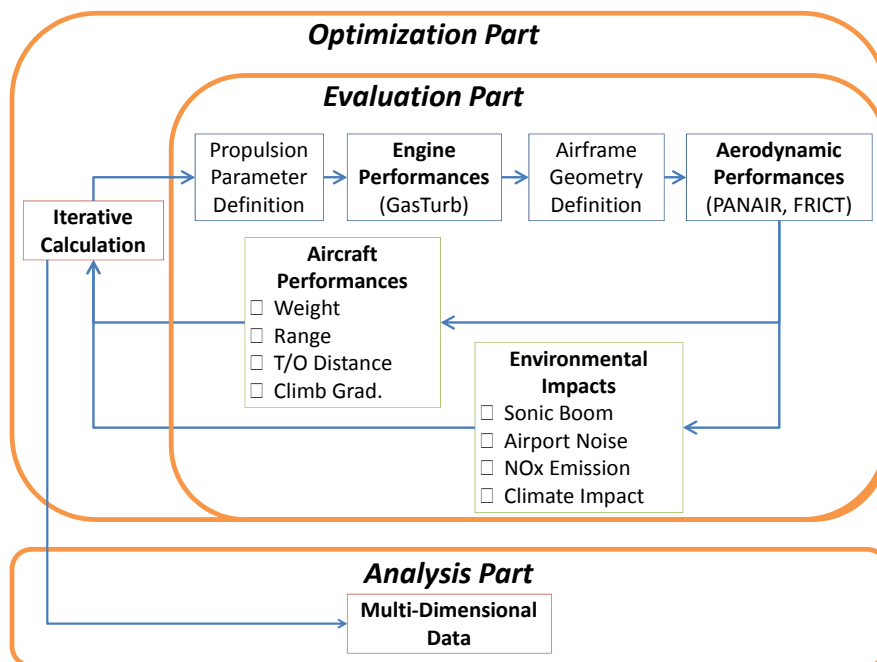 Optimization Part
Evaluation Part
Propulsion
Parameter
Definition
Engine
Performances
(GasTurb)
Airframe
Geometry
Definition
Aerodynamic
Performances
(PANAIR, FRICT)
Iterative
Calculation
Aircraft
Performances
□ Weight
□ Range
□ T/O Distance
□ Climb Grad.
Environmental
Impacts
□ Sonic Boom
□ Airport Noise
□ NOx Emission
□ Climate Impact
Analysis Part
Multi-Dimensional
Data